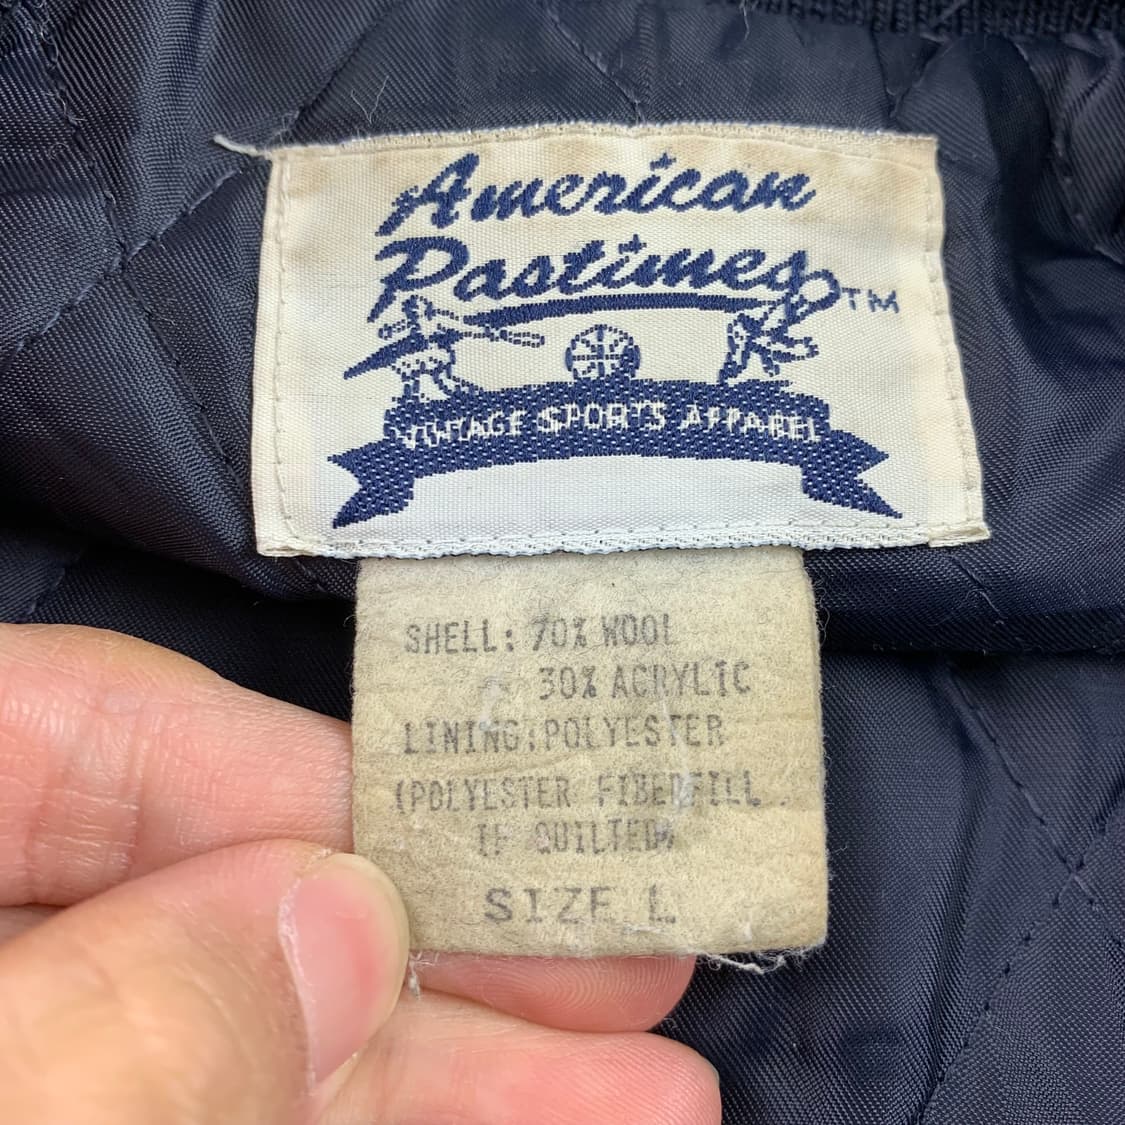 American
Pastimes TM
VINTAGE SPORTS APPAREL
SHELL: 70% WOOL
30% ACRYLIC
LINING:POLYESTER
(POLYESTER FIBERFILL
IF QUILTED)
SIZE L